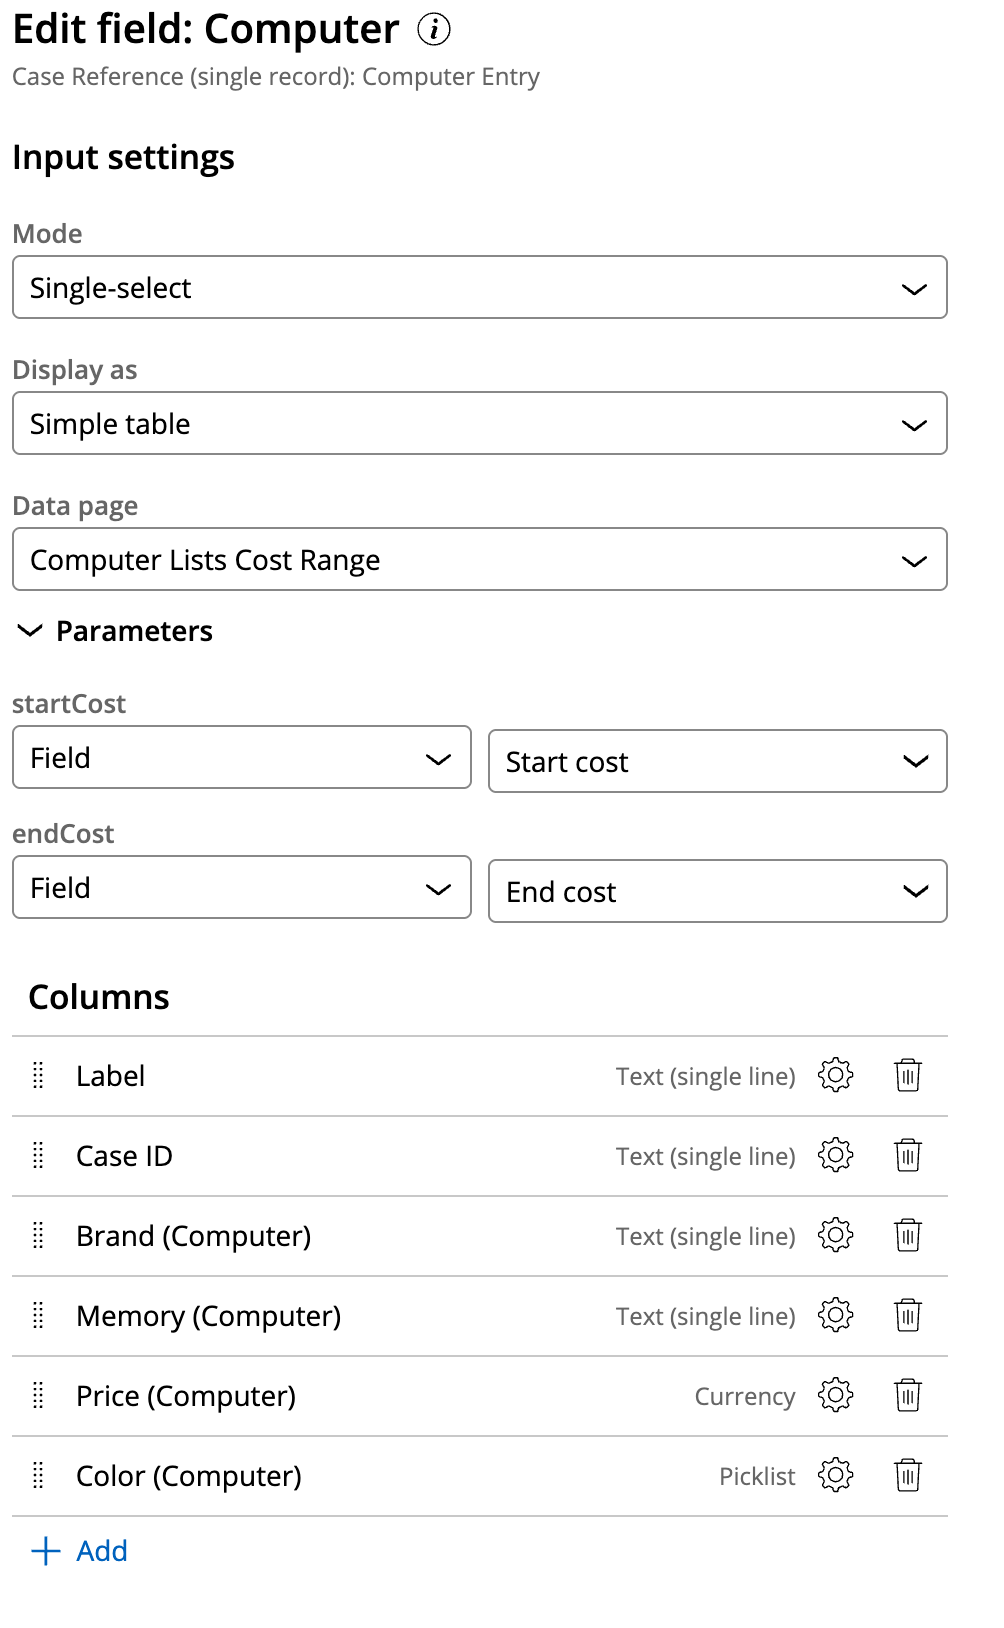 Edit field: Computer
Case Reference (single record): Computer Entry
Input settings
Mode
Single-select
Display as
Simple table
Data page
Computer Lists Cost Range
Parameters
startCost
Field Start cost
endCost
Field End cost
Columns
Label Text (single line)
Case ID Text (single line)
Brand (Computer) Text (single line)
Memory (Computer) Text (single line)
Price (Computer) Currency
Color (Computer) Picklist
Add